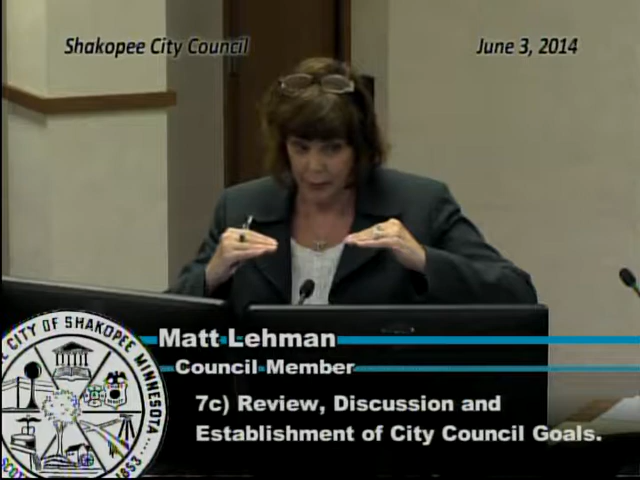 Shakopee City Council
June 3, 2014
CITY OF SHAKOPEE MINNESOTA
1853
Matt Lehman
Council Member
7c) Review, Discussion and
Establishment of City Council Goals.